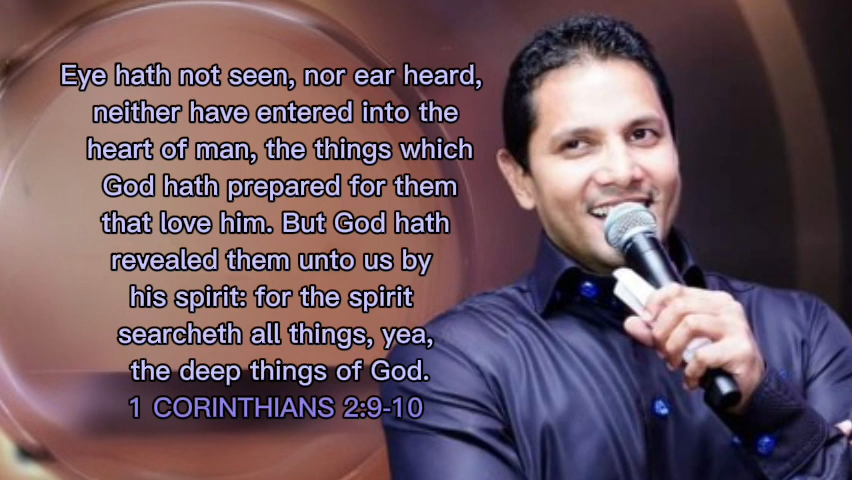 Eye hath not seen, nor ear heard,
neither have entered into the
heart of man, the things which
God hath prepared for them
that love him. But God hath
revealed them unto us by
his spirit: for the spirit
searcheth all things, yea,
the deep things of God.
1 CORINTHIANS 2:9-10